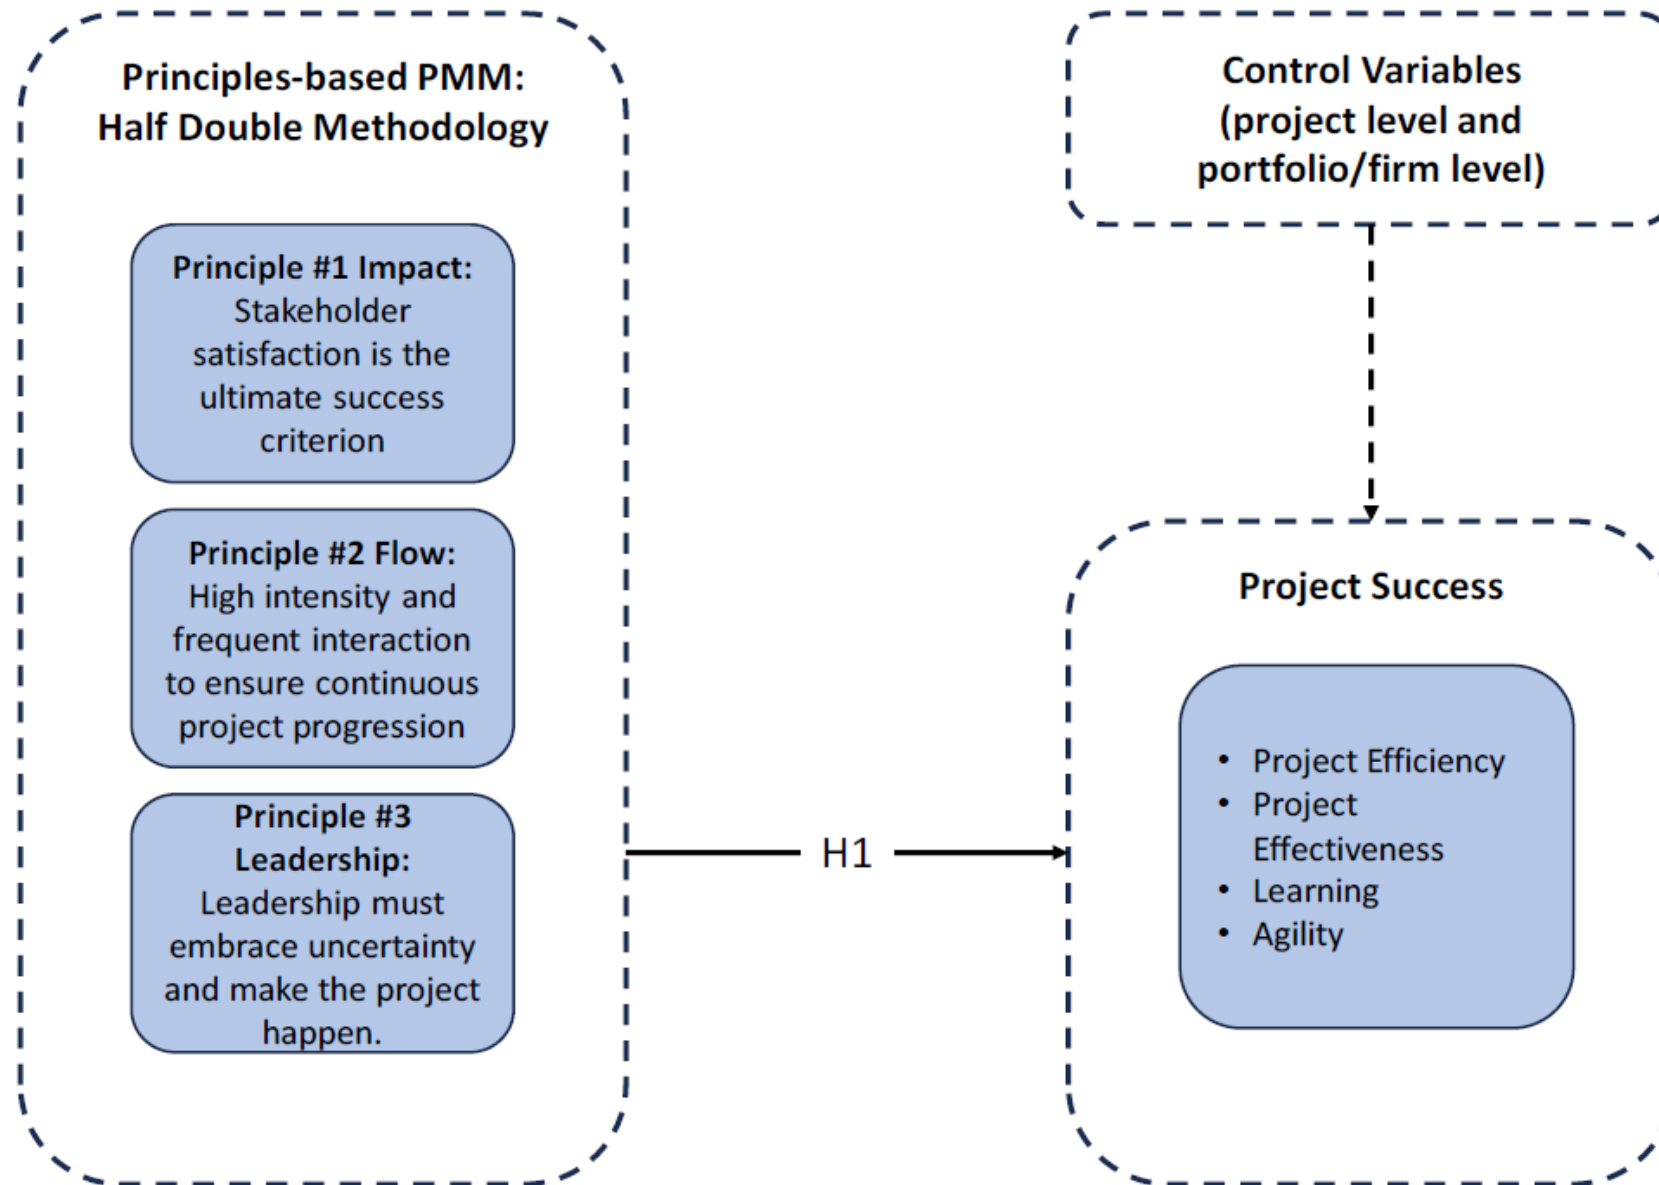 Principles-based PMM:
Half Double Methodology
Principle #1 Impact:
Stakeholder
satisfaction is the
ultimate success
criterion
Principle #2 Flow:
High intensity and
frequent interaction
to ensure continuous
project progression
Principle #3
Leadership:
Leadership must
embrace uncertainty
and make the project
happen.
H1
Control Variables
(project level and
portfolio/firm level)
Project Success
• Project Efficiency
• Project
Effectiveness
• Learning
• Agility